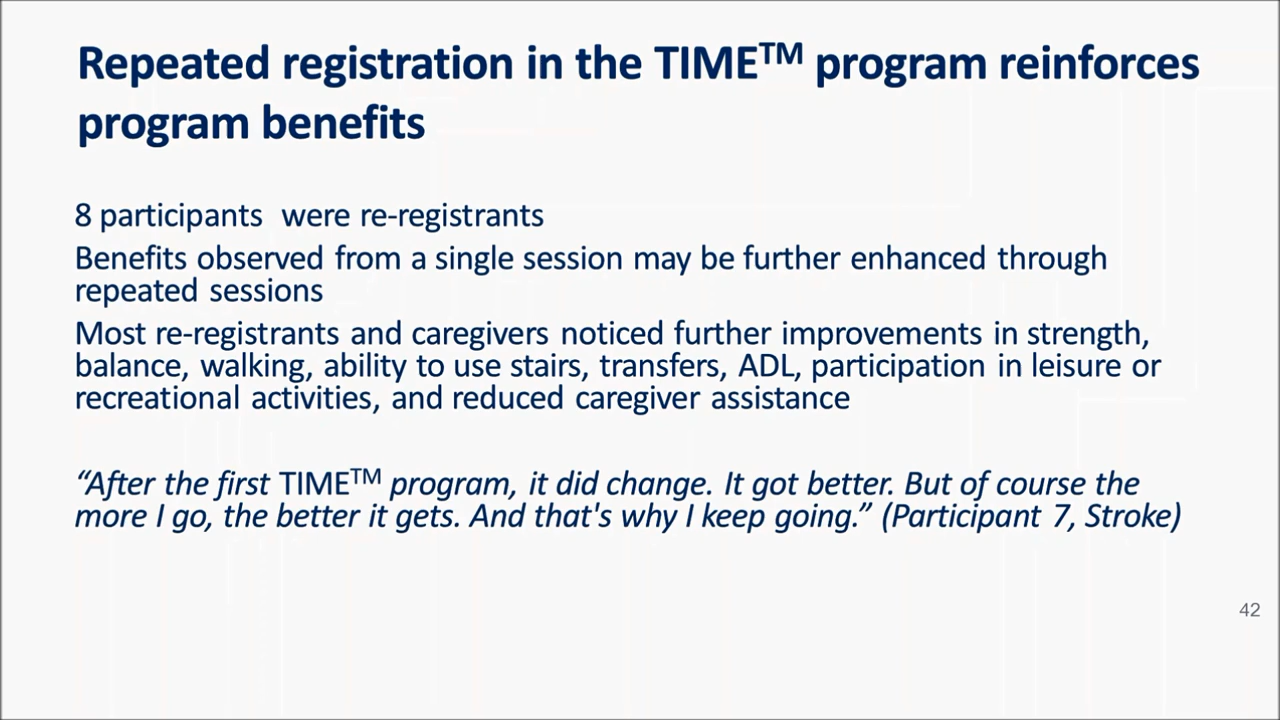 Repeated registration in the TIME™ program reinforces
program benefits
8 participants  were re-registrants
Benefits observed from a single session may be further enhanced through
repeated sessions
Most re-registrants and caregivers noticed further improvements in strength,
balance, walking, ability to use stairs, transfers, ADL, participation in leisure or
recreational activities, and reduced caregiver assistance
“After the first TIME™ program, it did change. It got better. But of course the
more I go, the better it gets. And that's why I keep going.” (Participant 7, Stroke)
42